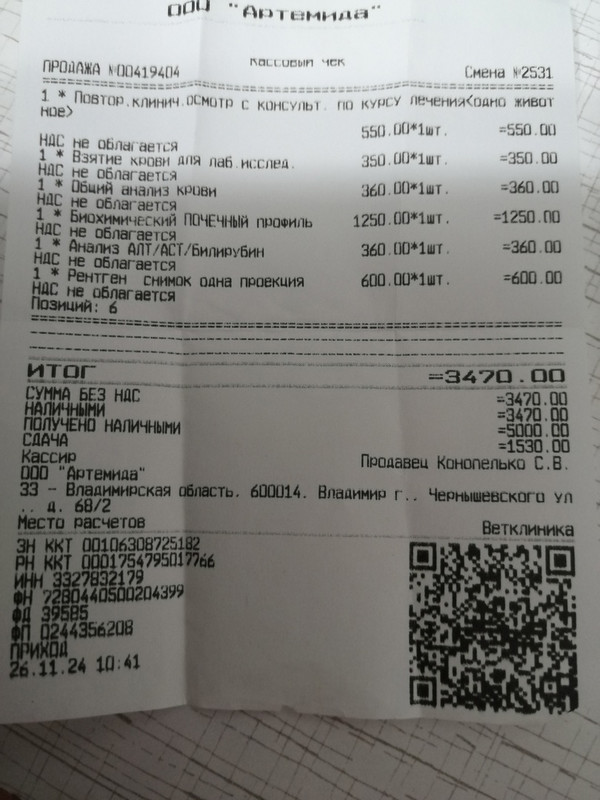 ООО "Артемида"
КАССОВЫЙ ЧЕК
ПРОДАЖА №00419404 Смена №2531
1 * Повтор.клинич.осмотр с консульт. по курсу лечения<одно живот
ное>
550.00*1шт. =550.00
НДС не облагается
1 * Взятие крови для лаб.исслед. 350.00*1шт. =350.00
НДС не облагается
1 * Общий анализ крови 360.00*1шт. =360.00
НДС не облагается
1 * Биохимический ПОЧЕЧНЫЙ профиль 1250.00*1шт. =1250.00
НДС не облагается
1 * Анализ АЛТ/АСТ/Билирубин 360.00*1шт. =360.00
НДС не облагается
1 * Рентген снимок одна проекция 600.00*1шт. =600.00
НДС не облагается
Позиций: 6
ИТОГ =3470.00
СУММА БЕЗ НДС =3470.00
НАЛИЧНЫМИ =3470.00
ПОЛУЧЕНО НАЛИЧНЫМИ =5000.00
СДАЧА =1530.00
Кассир Продавец Конопелько С.В.
ООО "Артемида"
33 - Владимирская область. 600014. Владимир г.. Чернышевского ул
.. д. 68/2
Место расчетов Ветклиника
ЗН ККТ 00106308725182
РН ККТ 0001754795017766
ИНН 3327832179
ФН 7280440500204399
ФД 39585
ФП 0244356208
ПРИХОД
26.11.24 10:41